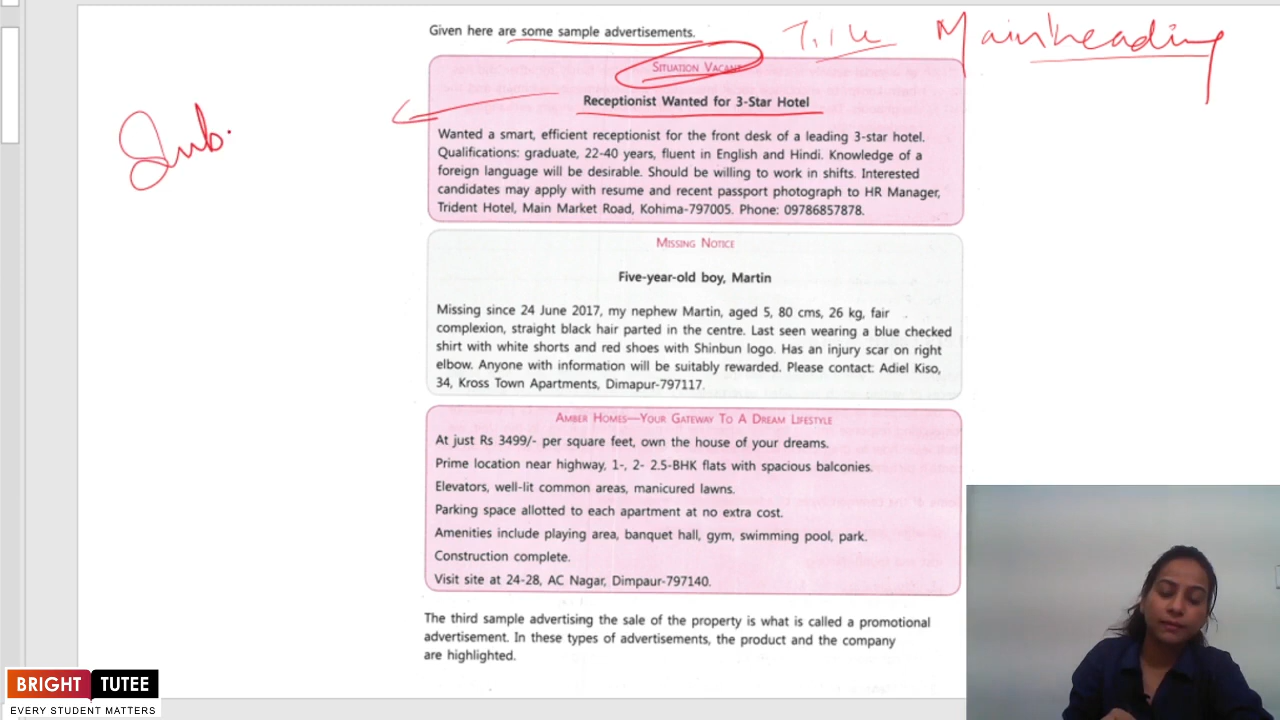 Given here are some sample advertisements.
Title Mainheading
SITUATION VACANT
Receptionist Wanted for 3-Star Hotel
Sub.
Wanted a smart, efficient receptionist for the front desk of a leading 3-star hotel.
Qualifications: graduate, 22-40 years, fluent in English and Hindi. Knowledge of a
foreign language will be desirable. Should be willing to work in shifts. Interested
candidates may apply with resume and recent passport photograph to HR Manager,
Trident Hotel, Main Market Road, Kohima-797005. Phone: 09786857878.
MISSING NOTICE
Five-year-old boy, Martin
Missing since 24 June 2017, my nephew Martin, aged 5, 80 cms, 26 kg, fair
complexion, straight black hair parted in the centre. Last seen wearing a blue checked
shirt with white shorts and red shoes with Shinbun logo. Has an injury scar on right
elbow. Anyone with information will be suitably rewarded. Please contact: Adiel Kiso,
34, Kross Town Apartments, Dimapur-797117.
AMBER HOMES—YOUR GATEWAY TO A DREAM LIFESTYLE
At just Rs 3499/- per square feet, own the house of your dreams.
Prime location near highway, 1-, 2- 2.5-BHK flats with spacious balconies.
Elevators, well-lit common areas, manicured lawns.
Parking space allotted to each apartment at no extra cost.
Amenities include playing area, banquet hall, gym, swimming pool, park.
Construction complete.
Visit site at 24-28, AC Nagar, Dimpaur-797140.
The third sample advertising the sale of the property is what is called a promotional
advertisement. In these types of advertisements, the product and the company
are highlighted.
BRIGHT TUTEE
EVERY STUDENT MATTERS